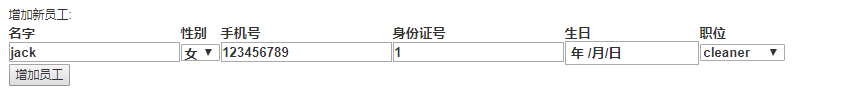 增加新员工:
名字 性别 手机号 身份证号 生日 职位
jack 女 123456789 1 年 /月/日 cleaner
增加员工